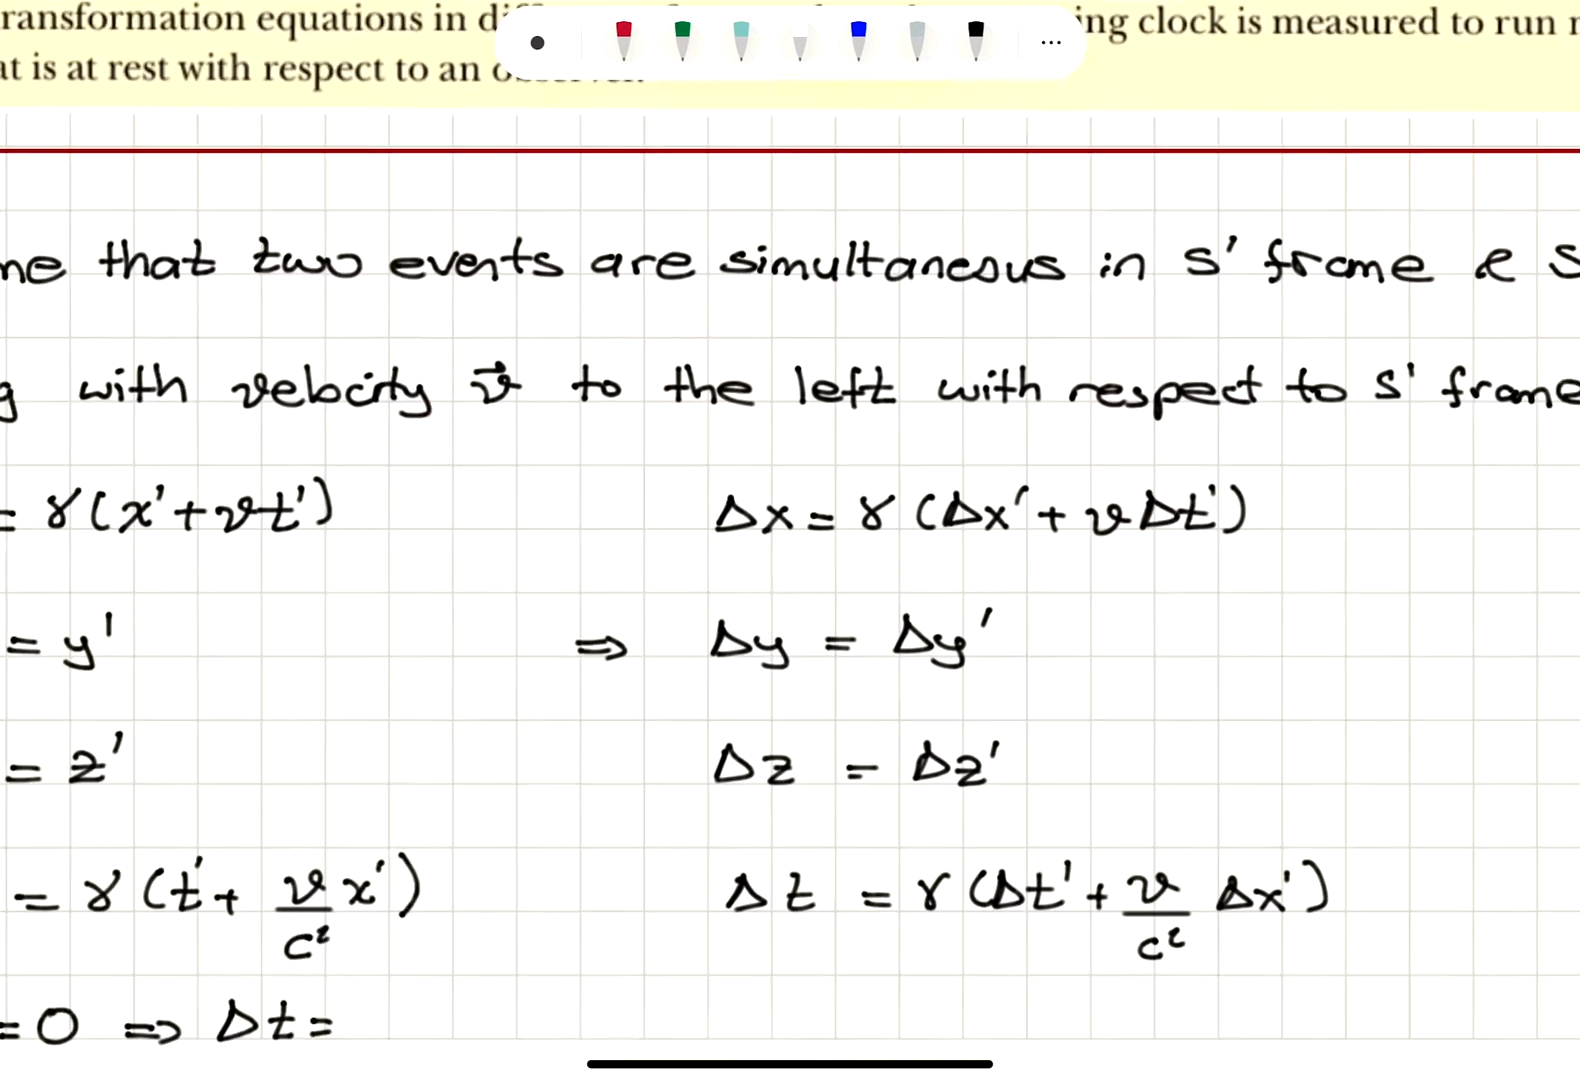 ransformation equations in d ing clock is measured to run
at is at rest with respect to an
that two events are simultaneous in s' frame &
with velocity v⃗ to the left with respect to s' frame
= γ(x'+vt') Δx = γ (Δx' + vΔt')
= y' ⇒ Δy = Δy'
= z' Δz = Δz'
= γ (t' + v/c² x') Δt = γ (Δt' + v/c² Δx')
= 0 ⇒ Δt =